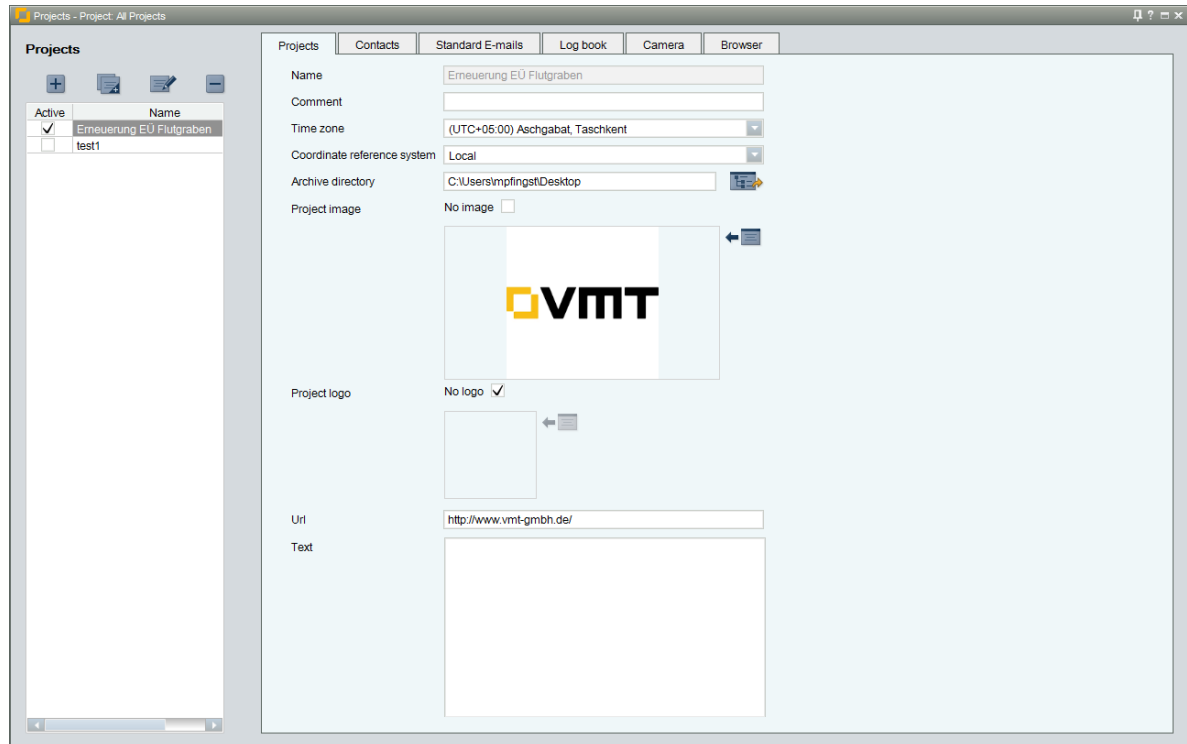 Projects - Project: All Projects
Projects
Active Name
Erneuerung EÜ Flutgraben
test1
Projects Contacts Standard E-mails Log book Camera Browser
Name Erneuerung EÜ Flutgraben
Comment
Time zone (UTC+05:00) Aschgabat, Taschkent
Coordinate reference system Local
Archive directory C:\Users\mpfingst\Desktop
Project image No image
VMT
Project logo No logo
Url http://www.vmt-gmbh.de/
Text